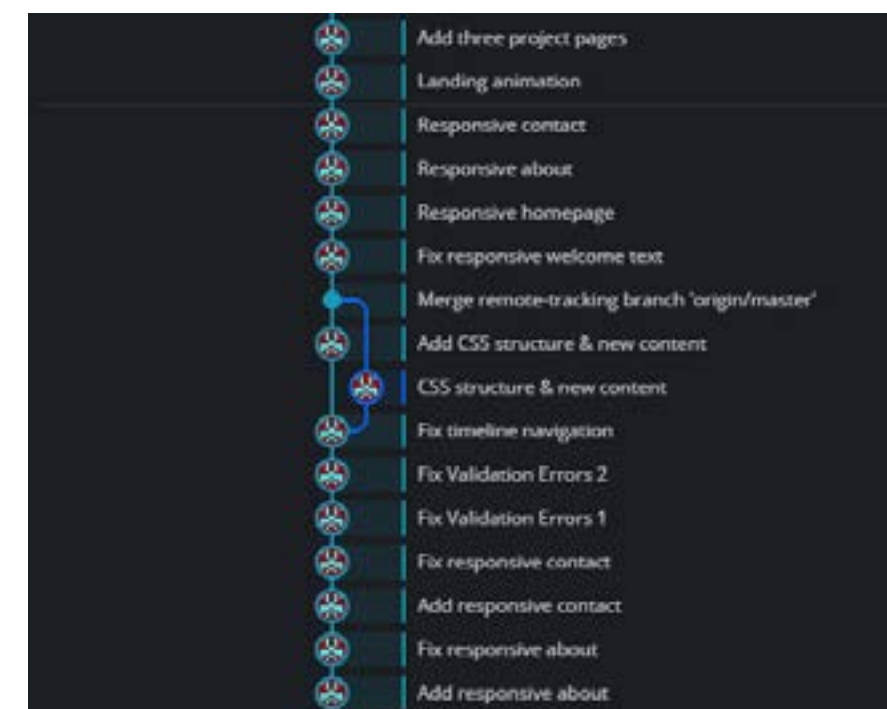 Add three project pages
Landing animation
Responsive contact
Responsive about
Responsive homepage
Fix responsive welcome text
Merge remote-tracking branch 'origin/master'
Add CSS structure & new content
CSS structure & new content
Fix timeline navigation
Fix Validation Errors 2
Fix Validation Errors 1
Fix responsive contact
Add responsive contact
Fix responsive about
Add responsive about